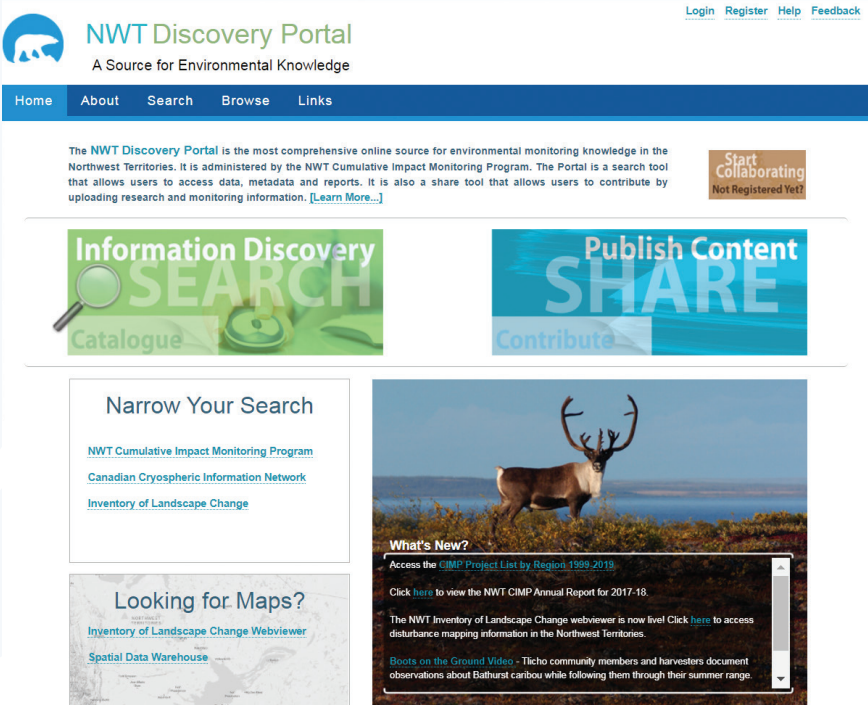 Login Register Help Feedback
NWT Discovery Portal
A Source for Environmental Knowledge
Home About Search Browse Links
The NWT Discovery Portal is the most comprehensive online source for environmental monitoring knowledge in the
Northwest Territories. It is administered by the NWT Cumulative Impact Monitoring Program. The Portal is a search tool
that allows users to access data, metadata and reports. It is also a share tool that allows users to contribute by
uploading research and monitoring information. [Learn More...]
Start
Collaborating
Not Registered Yet?
Information Discovery
SEARCH
Catalogue
Publish Content
SHARE
Contribute
Narrow Your Search
NWT Cumulative Impact Monitoring Program
Canadian Cryospheric Information Network
Inventory of Landscape Change
Looking for Maps?
NORTHWEST
TERRITORIES
Inventory of Landscape Change Webviewer
Spatial Data Warehouse
What's New?
Access the CIMP Project List by Region 1999-2019
Click here to view the NWT CIMP Annual Report for 2017-18.
The NWT Inventory of Landscape Change webviewer is now live! Click here to access
disturbance mapping information in the Northwest Territories.
Boots on the Ground Video - Tlicho community members and harvesters document
observations about Bathurst caribou while following them through their summer range.